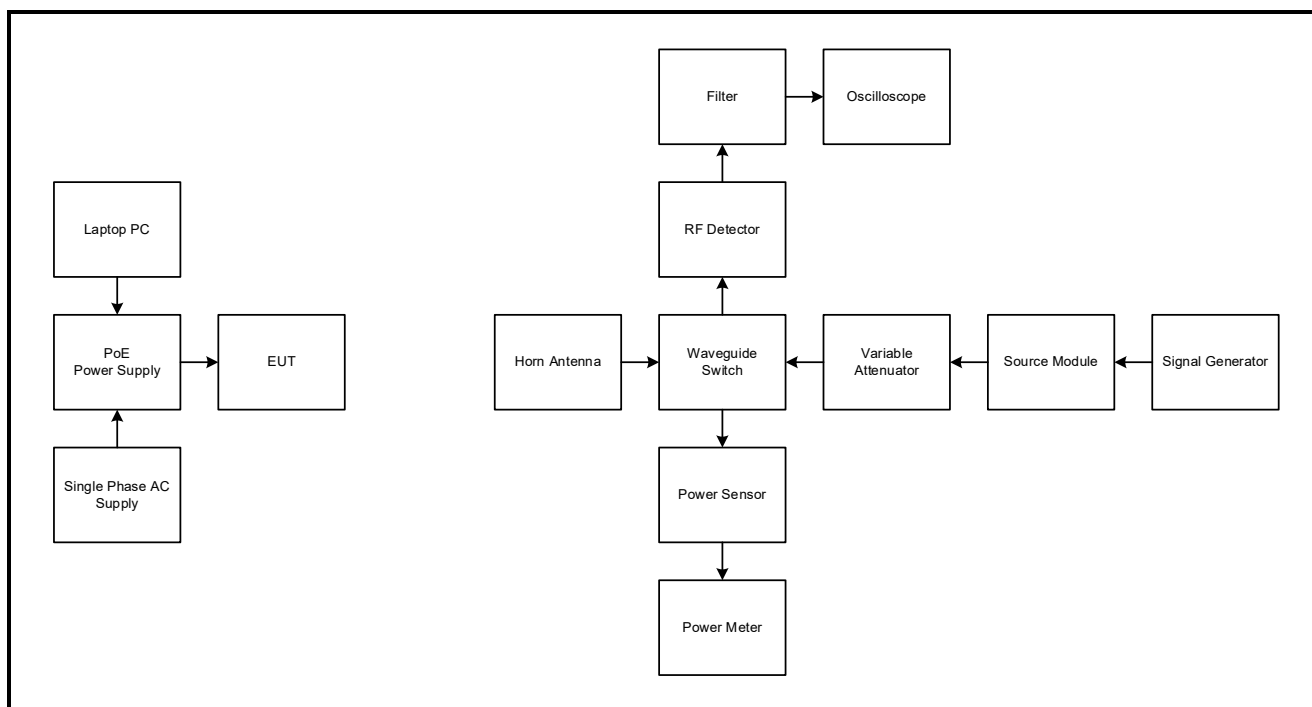 Filter
Oscilloscope
Laptop PC
RF Detector
PoE
Power Supply
EUT
Horn Antenna
Waveguide
Switch
Variable
Attenuator
Source Module
Signal Generator
Single Phase AC
Supply
Power Sensor
Power Meter